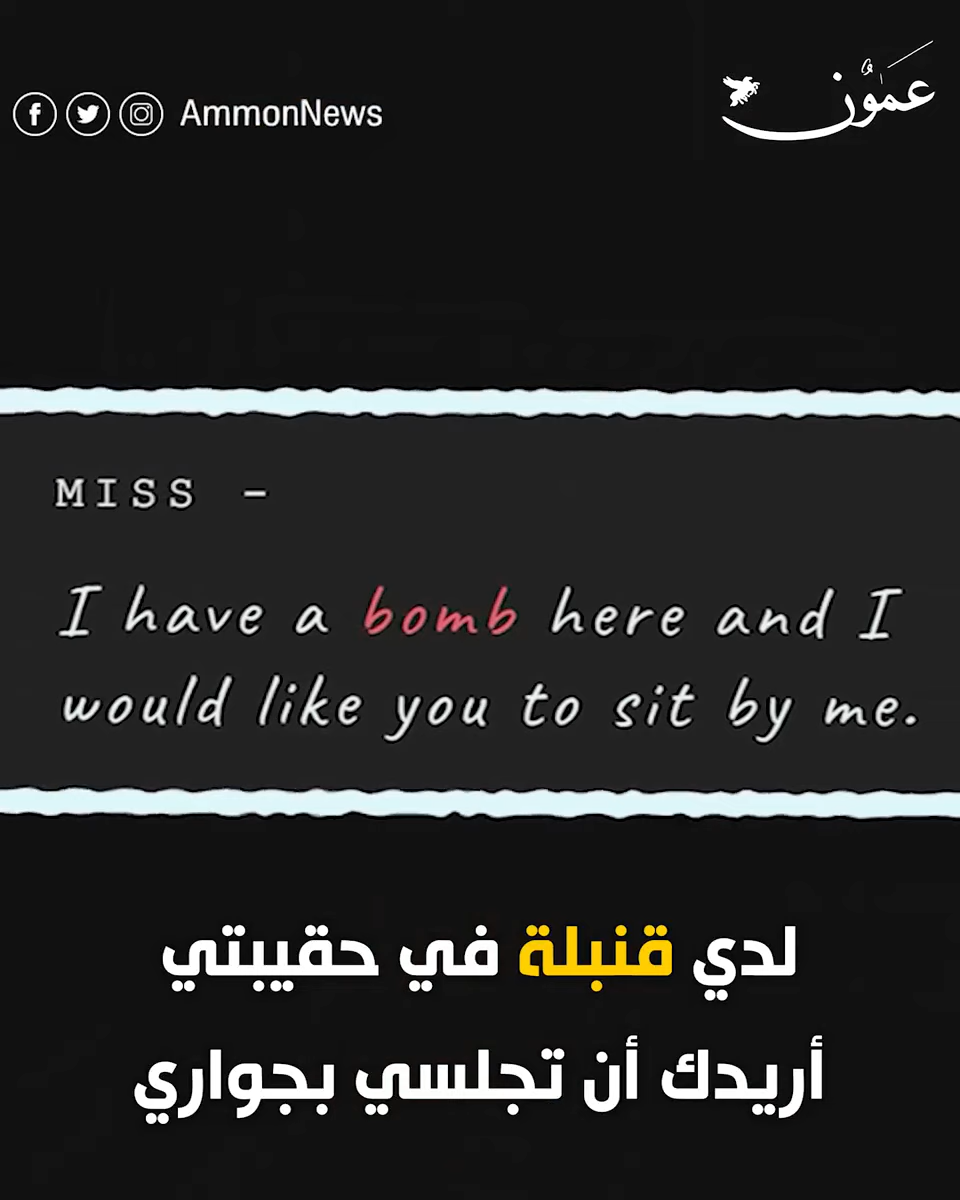 AmmonNews
عمون
MISS -
I have a bomb here and I
would like you to sit by me.
لدي قنبلة في حقيبتي
أريدك أن تجلسي بجواري